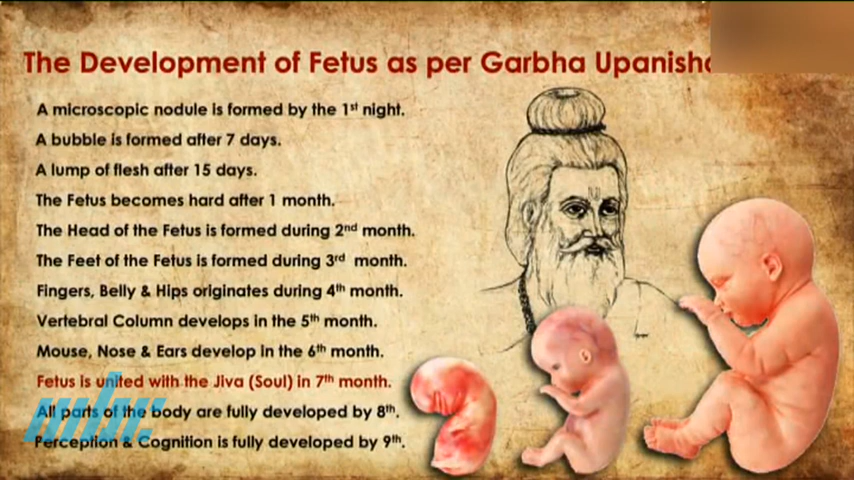 The Development of Fetus as per Garbha Upanisha
A microscopic nodule is formed by the 1st night.
A bubble is formed after 7 days.
A lump of flesh after 15 days.
The Fetus becomes hard after 1 month.
The Head of the Fetus is formed during 2nd month.
The Feet of the Fetus is formed during 3rd month.
Fingers, Belly & Hips originates during 4th month.
Vertebral Column develops in the 5th month.
Mouse, Nose & Ears develop in the 6th month.
Fetus is united with the Jiva (Soul) in 7th month.
All parts of the body are fully developed by 8th.
Perception & Cognition is fully developed by 9th.